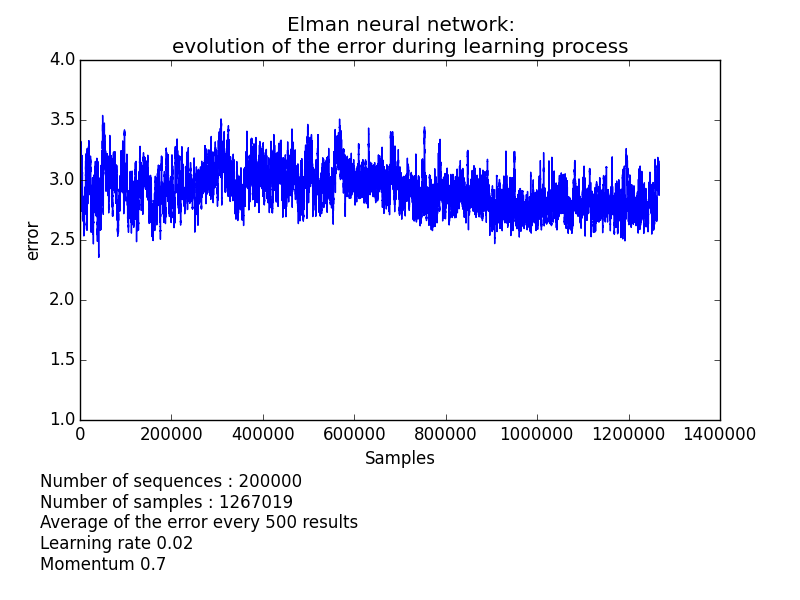 Elman neural network:
evolution of the error during learning process
4.0
3.5
3.0
2.5
2.0
1.5
1.0
error
0 200000 400000 600000 800000 1000000 1200000 1400000
Samples
Number of sequences : 200000
Number of samples : 1267019
Average of the error every 500 results
Learning rate 0.02
Momentum 0.7